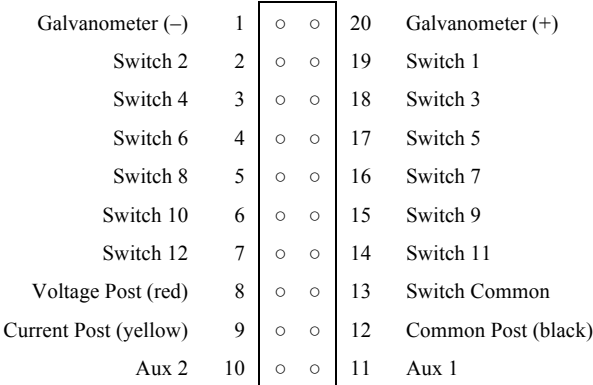 Galvanometer (–) 1 ○ ○ 20 Galvanometer (+)
Switch 2 2 ○ ○ 19 Switch 1
Switch 4 3 ○ ○ 18 Switch 3
Switch 6 4 ○ ○ 17 Switch 5
Switch 8 5 ○ ○ 16 Switch 7
Switch 10 6 ○ ○ 15 Switch 9
Switch 12 7 ○ ○ 14 Switch 11
Voltage Post (red) 8 ○ ○ 13 Switch Common
Current Post (yellow) 9 ○ ○ 12 Common Post (black)
Aux 2 10 ○ ○ 11 Aux 1